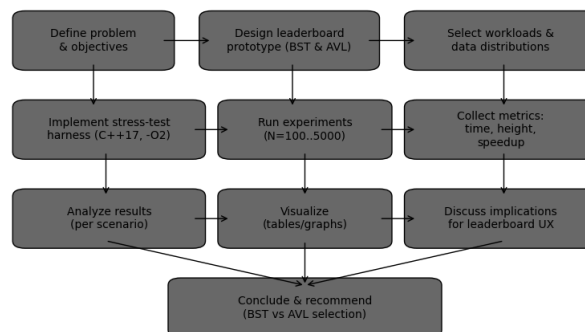 Define problem
& objectives
Design leaderboard
prototype (BST & AVL)
Select workloads &
data distributions
Implement stress-test
harness (C++17, -O2)
Run experiments
(N=100..5000)
Collect metrics:
time, height,
speedup
Analyze results
(per scenario)
Visualize
(tables/graphs)
Discuss implications
for leaderboard UX
Conclude & recommend
(BST vs AVL selection)